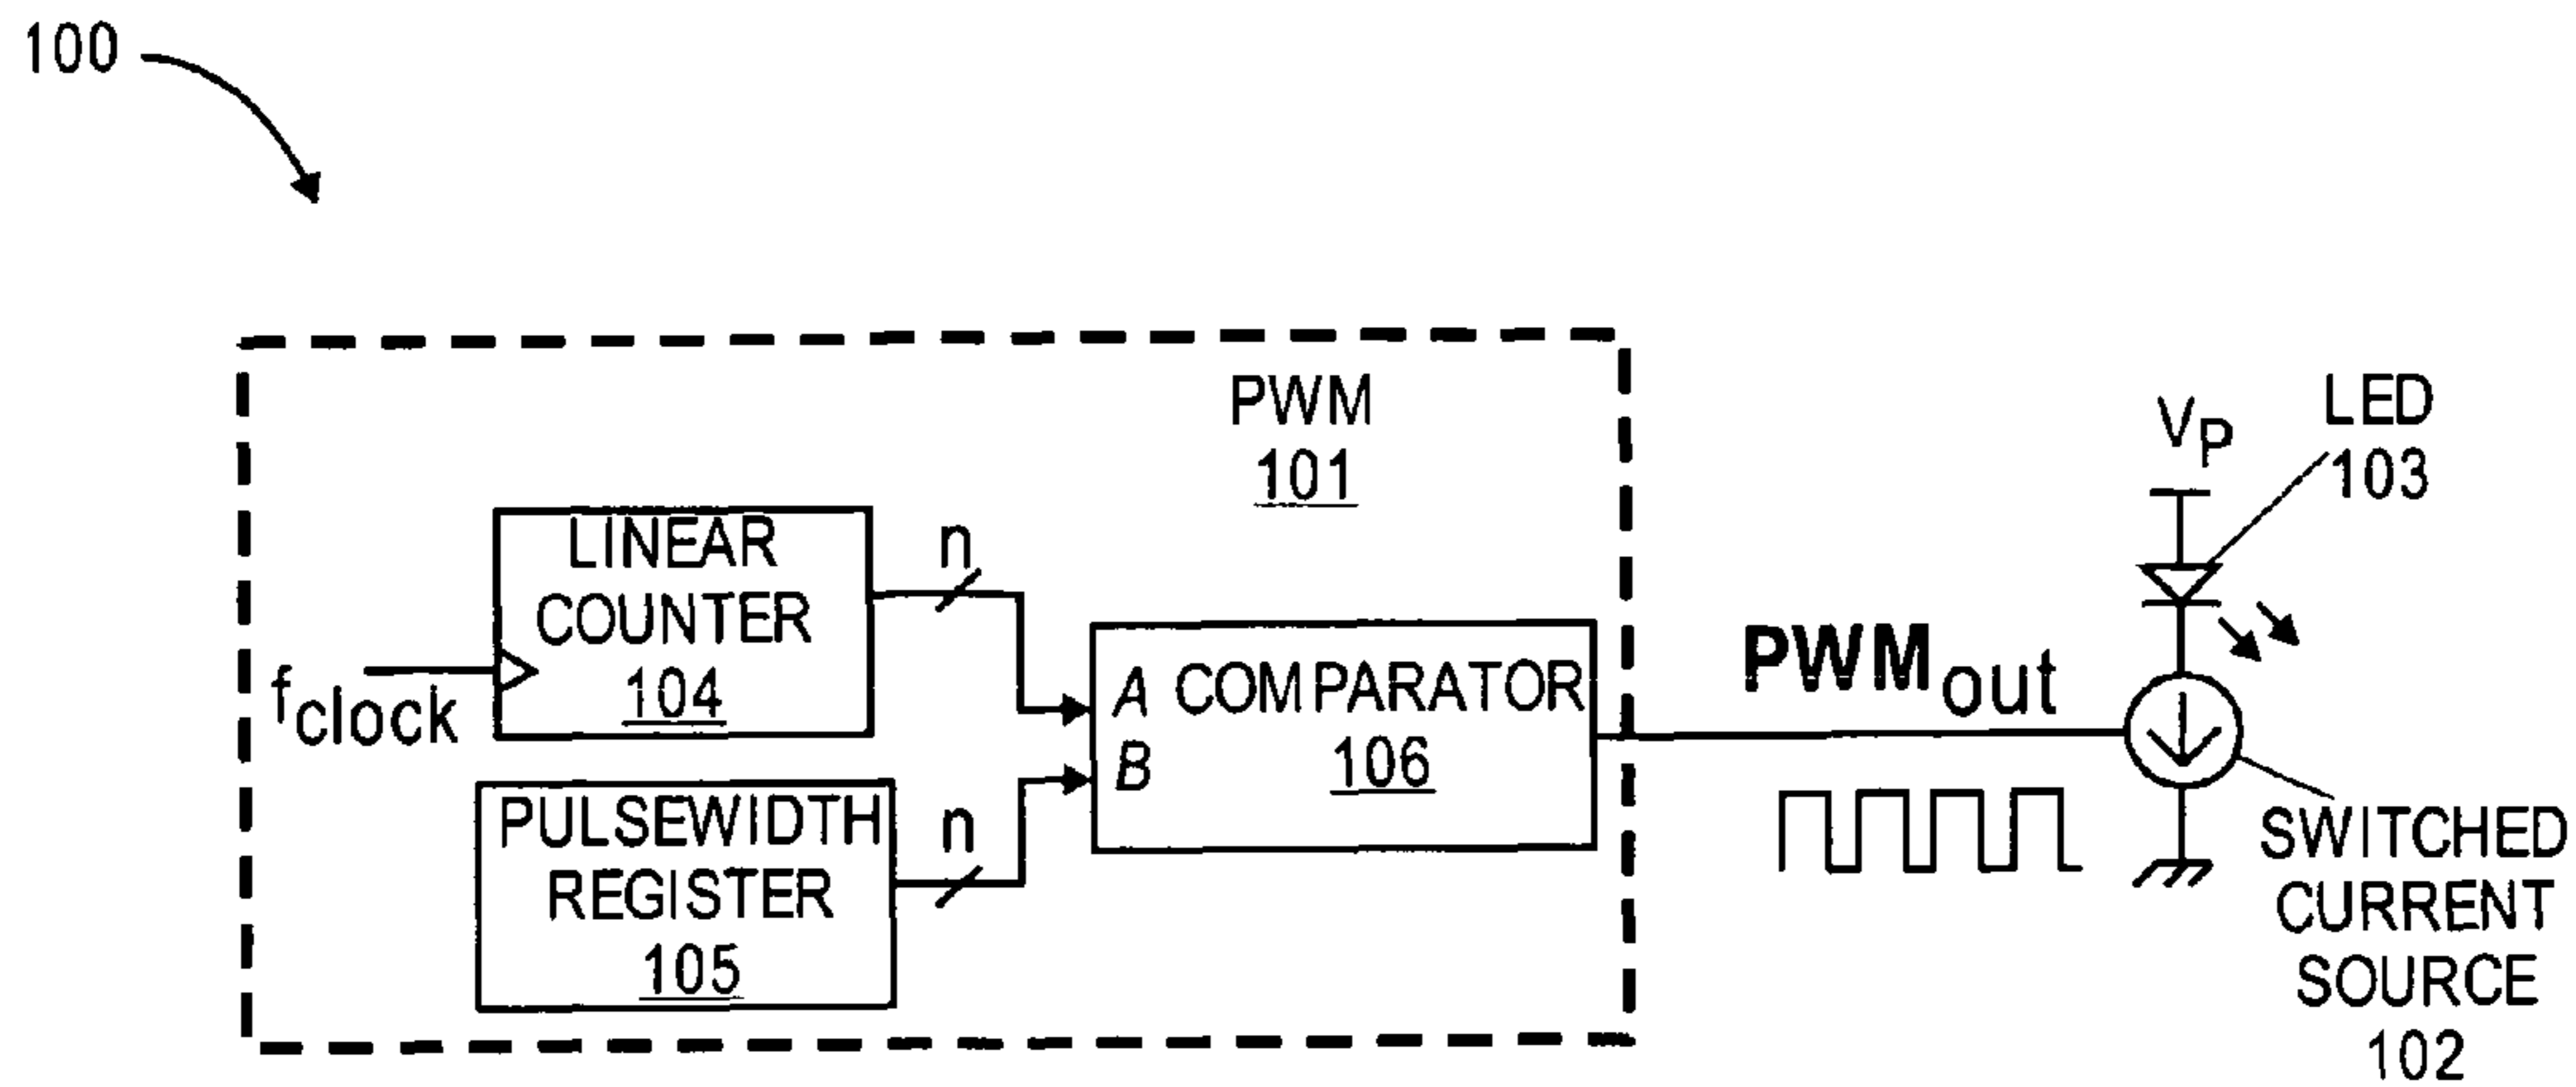 100
PWM
101
LINEAR
COUNTER
104
n
fclock
PULSEWIDTH
REGISTER
105
n
A
B
COMPARATOR
106
PWMout
VP
LED
103
SWITCHED
CURRENT
SOURCE
102